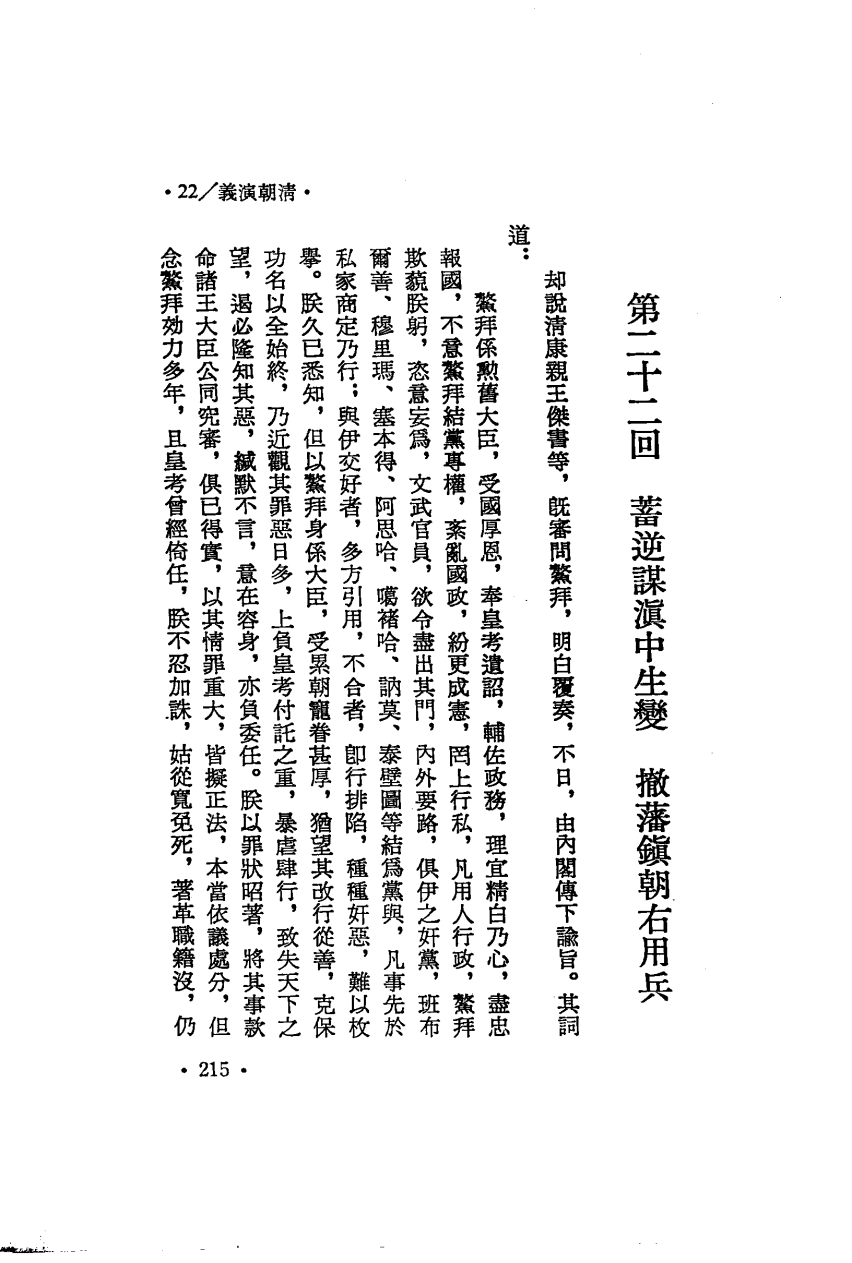 ·清朝演義／22·
第二十二回　蓄逆謀滇中生變　撤藩鎭朝右用兵
却說清康親王傑書等，既審問鰲拜，明白覆奏，不日，由內閣傳下諭旨。其詞
道：
鰲拜係勲舊大臣，受國厚恩，奉皇考遺詔，輔佐政務，理宜精白乃心，盡忠
報國，不意鰲拜結黨專權，紊亂國政，紛更成憲，罔上行私，凡用人行政，鰲拜
欺藐朕躬，恣意妄爲，文武官員，欲令盡出其門，內外要路，俱伊之奸黨，班布
爾善、穆里瑪、塞本得、阿思哈、噶褚哈、訥莫、泰壁圖等結爲黨與，凡事先於
私家商定乃行；與伊交好者，多方引用，不合者，卽行排陷，種種奸惡，難以枚
擧。朕久已悉知，但以鰲拜身係大臣，受累朝寵眷甚厚，猶望其改行從善，克保
功名以全始終，乃近觀其罪惡日多，上負皇考付託之重，暴虐肆行，致失天下之
望，遏必隆知其惡，緘默不言，意在容身，亦負委任。朕以罪狀昭著，將其事款
命諸王大臣公同究審，俱已得實，以其情罪重大，皆擬正法，本當依議處分，但
念鰲拜効力多年，且皇考曾經倚任，朕不忍加誅，姑從寬免死，著革職籍沒，仍
·215·